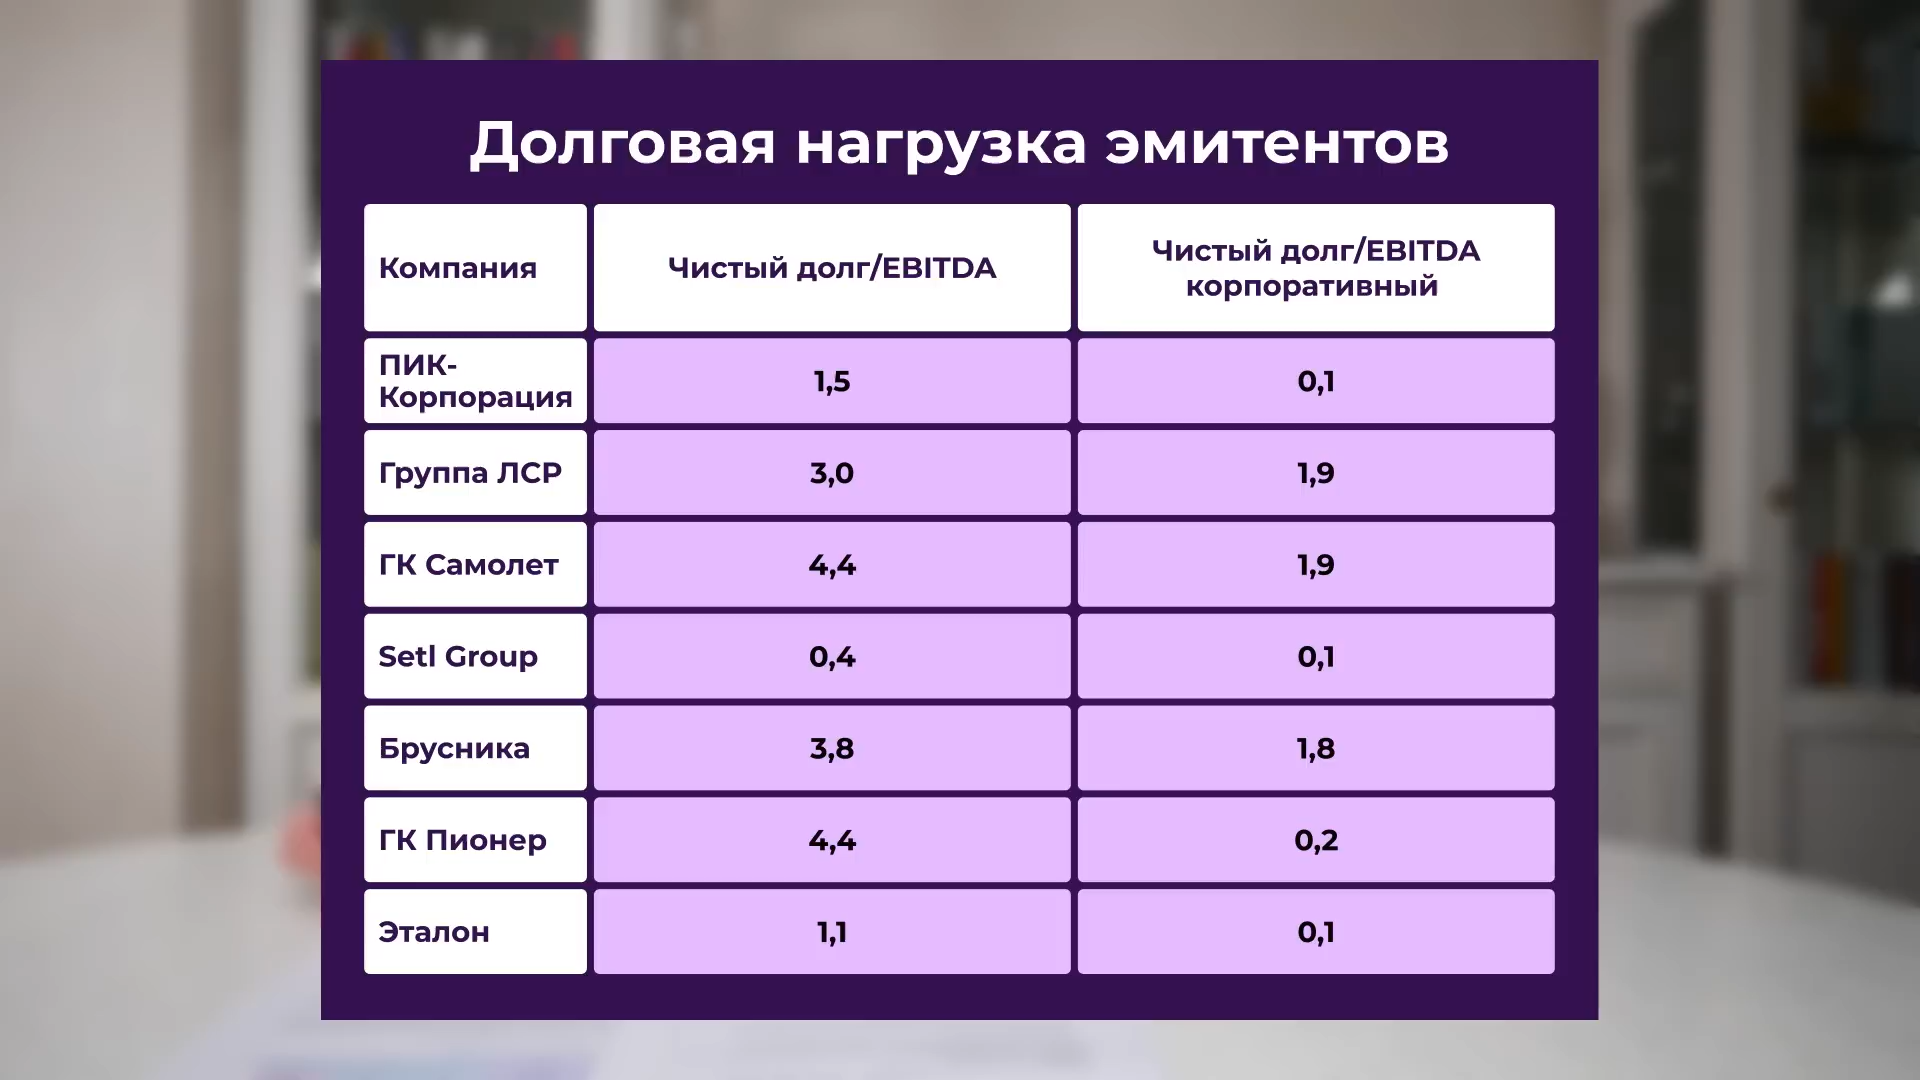 Долговая нагрузка эмитентов
Компания
Чистый долг/EBITDA
Чистый долг/EBITDA
корпоративный
ПИК-
Корпорация
1,5
0,1
Группа ЛСР
3,0
1,9
ГК Самолет
4,4
1,9
Setl Group
0,4
0,1
Брусника
3,8
1,8
ГК Пионер
4,4
0,2
Эталон
1,1
0,1